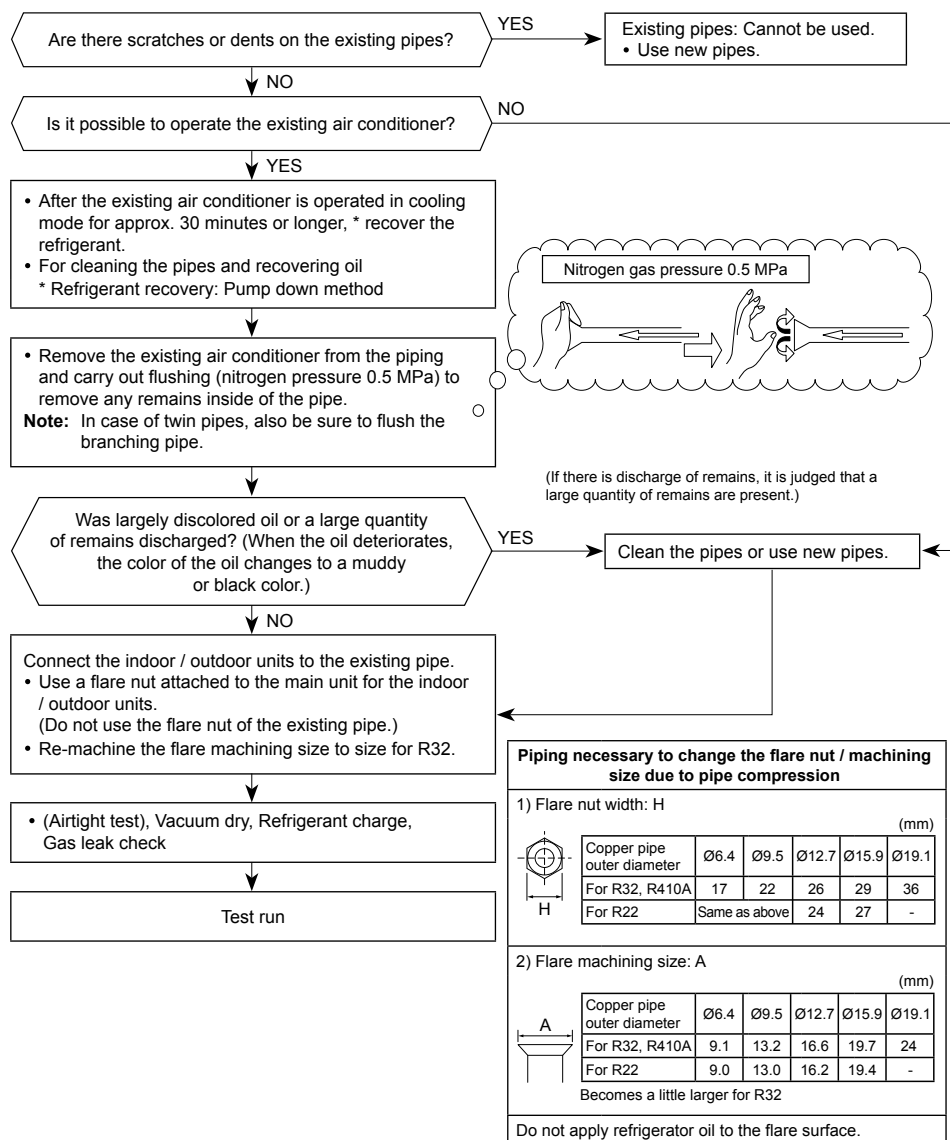 Are there scratches or dents on the existing pipes?
YES
Existing pipes: Cannot be used.
• Use new pipes.
NO
Is it possible to operate the existing air conditioner?
NO
YES
• After the existing air conditioner is operated in cooling
mode for approx. 30 minutes or longer, * recover the
refrigerant.
• For cleaning the pipes and recovering oil
* Refrigerant recovery: Pump down method
Nitrogen gas pressure 0.5 MPa
• Remove the existing air conditioner from the piping
and carry out flushing (nitrogen pressure 0.5 MPa) to
remove any remains inside of the pipe.
Note: In case of twin pipes, also be sure to flush the
branching pipe.
(If there is discharge of remains, it is judged that a
large quantity of remains are present.)
Was largely discolored oil or a large quantity
of remains discharged? (When the oil deteriorates,
the color of the oil changes to a muddy
or black color.)
YES
Clean the pipes or use new pipes.
NO
Connect the indoor / outdoor units to the existing pipe.
• Use a flare nut attached to the main unit for the indoor
/ outdoor units.
(Do not use the flare nut of the existing pipe.)
• Re-machine the flare machining size to size for R32.
• (Airtight test), Vacuum dry, Refrigerant charge,
Gas leak check
Test run
Piping necessary to change the flare nut / machining
size due to pipe compression
1) Flare nut width: H
(mm)
H
Copper pipe
outer diameter Ø6.4 Ø9.5 Ø12.7 Ø15.9 Ø19.1
For R32, R410A 17 22 26 29 36
For R22 Same as above 24 27 -
2) Flare machining size: A
(mm)
A
Copper pipe
outer diameter Ø6.4 Ø9.5 Ø12.7 Ø15.9 Ø19.1
For R32, R410A 9.1 13.2 16.6 19.7 24
For R22 9.0 13.0 16.2 19.4 -
Becomes a little larger for R32
Do not apply refrigerator oil to the flare surface.